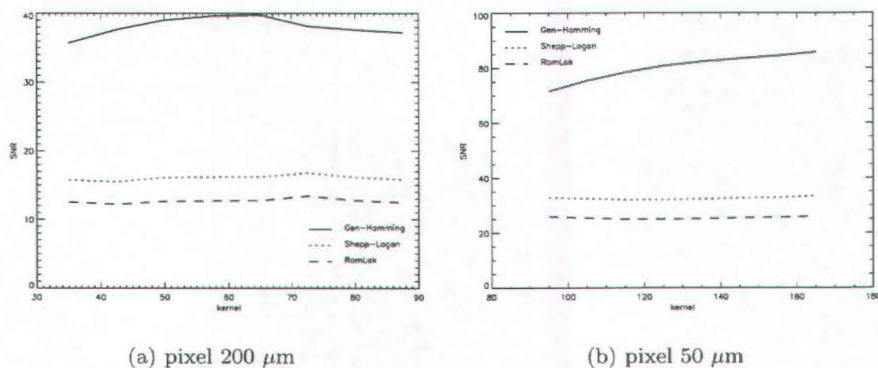 40
30
20
10
0
SNR
Gen-Hamming
Shepp-Logan
RamLak
30 40 50 60 70 80 90
kernel
(a) pixel 200 μm
100
80
60
40
20
0
SNR
Gen-Hamming
Shepp-Logan
RamLak
80 100 120 140 160 180
kernel
(b) pixel 50 μm